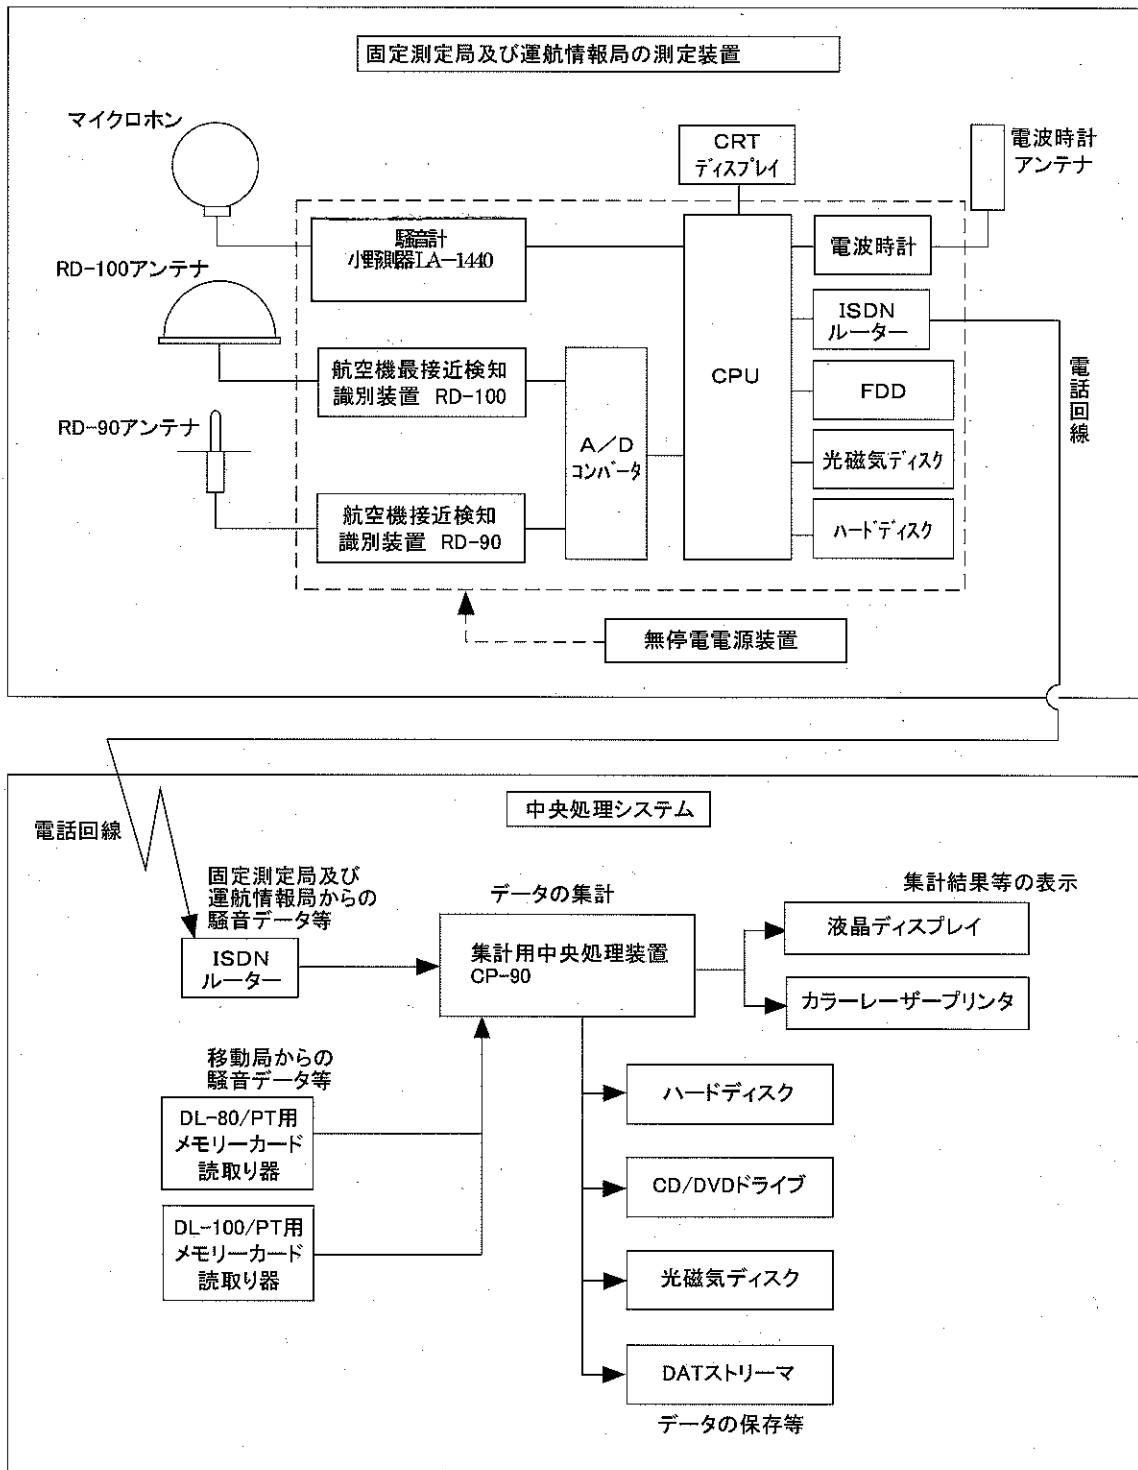 固定測定局及び運航情報局の測定装置
マイクロホン
CRT
ディスプレイ
電波時計
アンテナ
騒音計
小野測器LA-1440
電波時計
RD-100アンテナ
ISDN
ルーター
航空機最接近検知
識別装置 RD-100
CPU
FDD
電話回線
RD-90アンテナ
A/D
コンバータ
光磁気ディスク
航空機接近検知
識別装置 RD-90
ハードディスク
無停電電源装置
中央処理システム
電話回線
固定測定局及び
運航情報局からの
騒音データ等
データの集計
集計結果等の表示
ISDN
ルーター
集計用中央処理装置
CP-90
液晶ディスプレイ
カラーレーザープリンタ
移動局からの
騒音データ等
DL-80/PT用
メモリーカード
読取り器
ハードディスク
CD/DVDドライブ
DL-100/PT用
メモリーカード
読取り器
光磁気ディスク
DATストリーマ
データの保存等